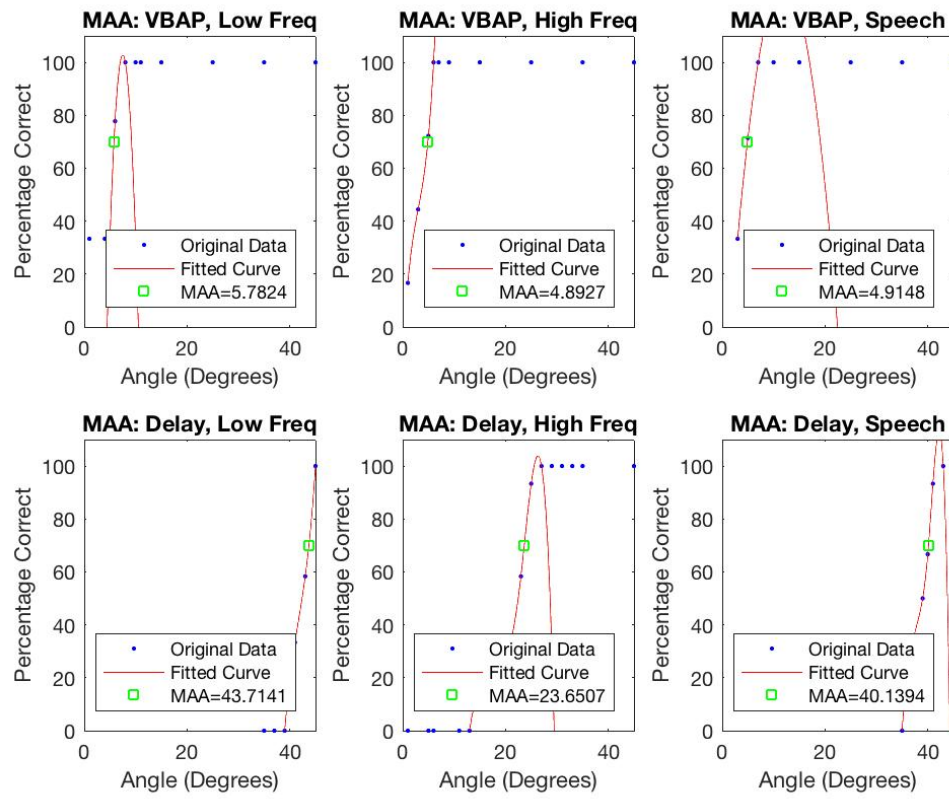 MAA: VBAP, Low Freq
Percentage Correct
100
80
60
40
20
0
Original Data
Fitted Curve
MAA=5.7824
0 20 40
Angle (Degrees)
MAA: VBAP, High Freq
Percentage Correct
100
80
60
40
20
0
Original Data
Fitted Curve
MAA=4.8927
0 20 40
Angle (Degrees)
MAA: VBAP, Speech
Percentage Correct
100
80
60
40
20
0
Original Data
Fitted Curve
MAA=4.9148
0 20 40
Angle (Degrees)
MAA: Delay, Low Freq
Percentage Correct
100
80
60
40
20
0
Original Data
Fitted Curve
MAA=43.7141
0 20 40
Angle (Degrees)
MAA: Delay, High Freq
Percentage Correct
100
80
60
40
20
0
Original Data
Fitted Curve
MAA=23.6507
0 20 40
Angle (Degrees)
MAA: Delay, Speech
Percentage Correct
100
80
60
40
20
0
Original Data
Fitted Curve
MAA=40.1394
0 20 40
Angle (Degrees)